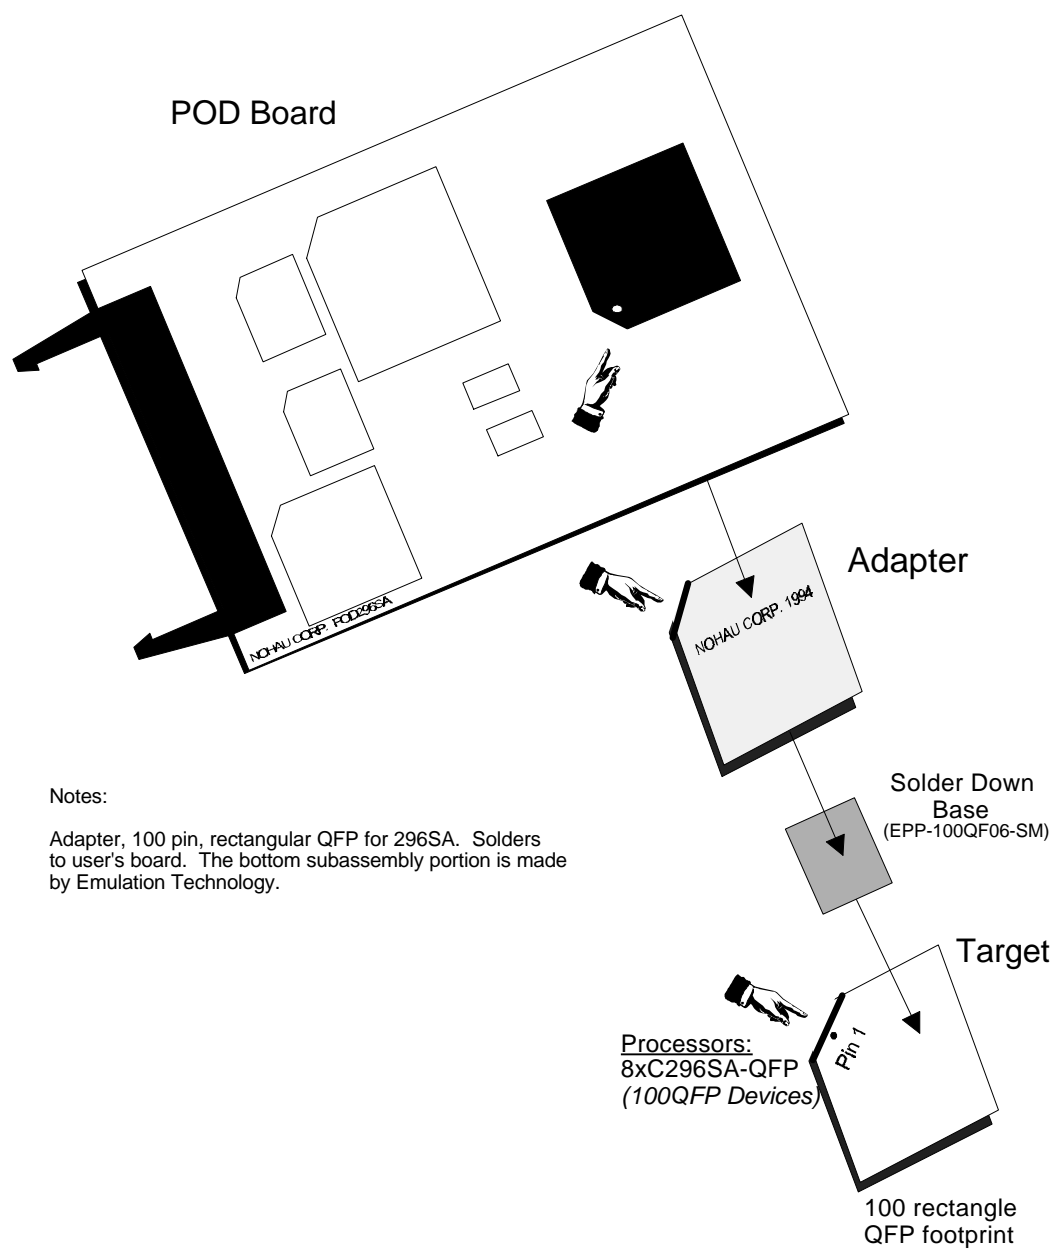 POD Board
NOHAU CORP. POD296SA
Adapter
NOHAU CORP. 1994
Notes:
Adapter, 100 pin, rectangular QFP for 296SA. Solders
to user's board. The bottom subassembly portion is made
by Emulation Technology.
Solder Down
Base
(EPP-100QF06-SM)
Target
Pin 1
Processors:
8xC296SA-QFP
(100QFP Devices)
100 rectangle
QFP footprint